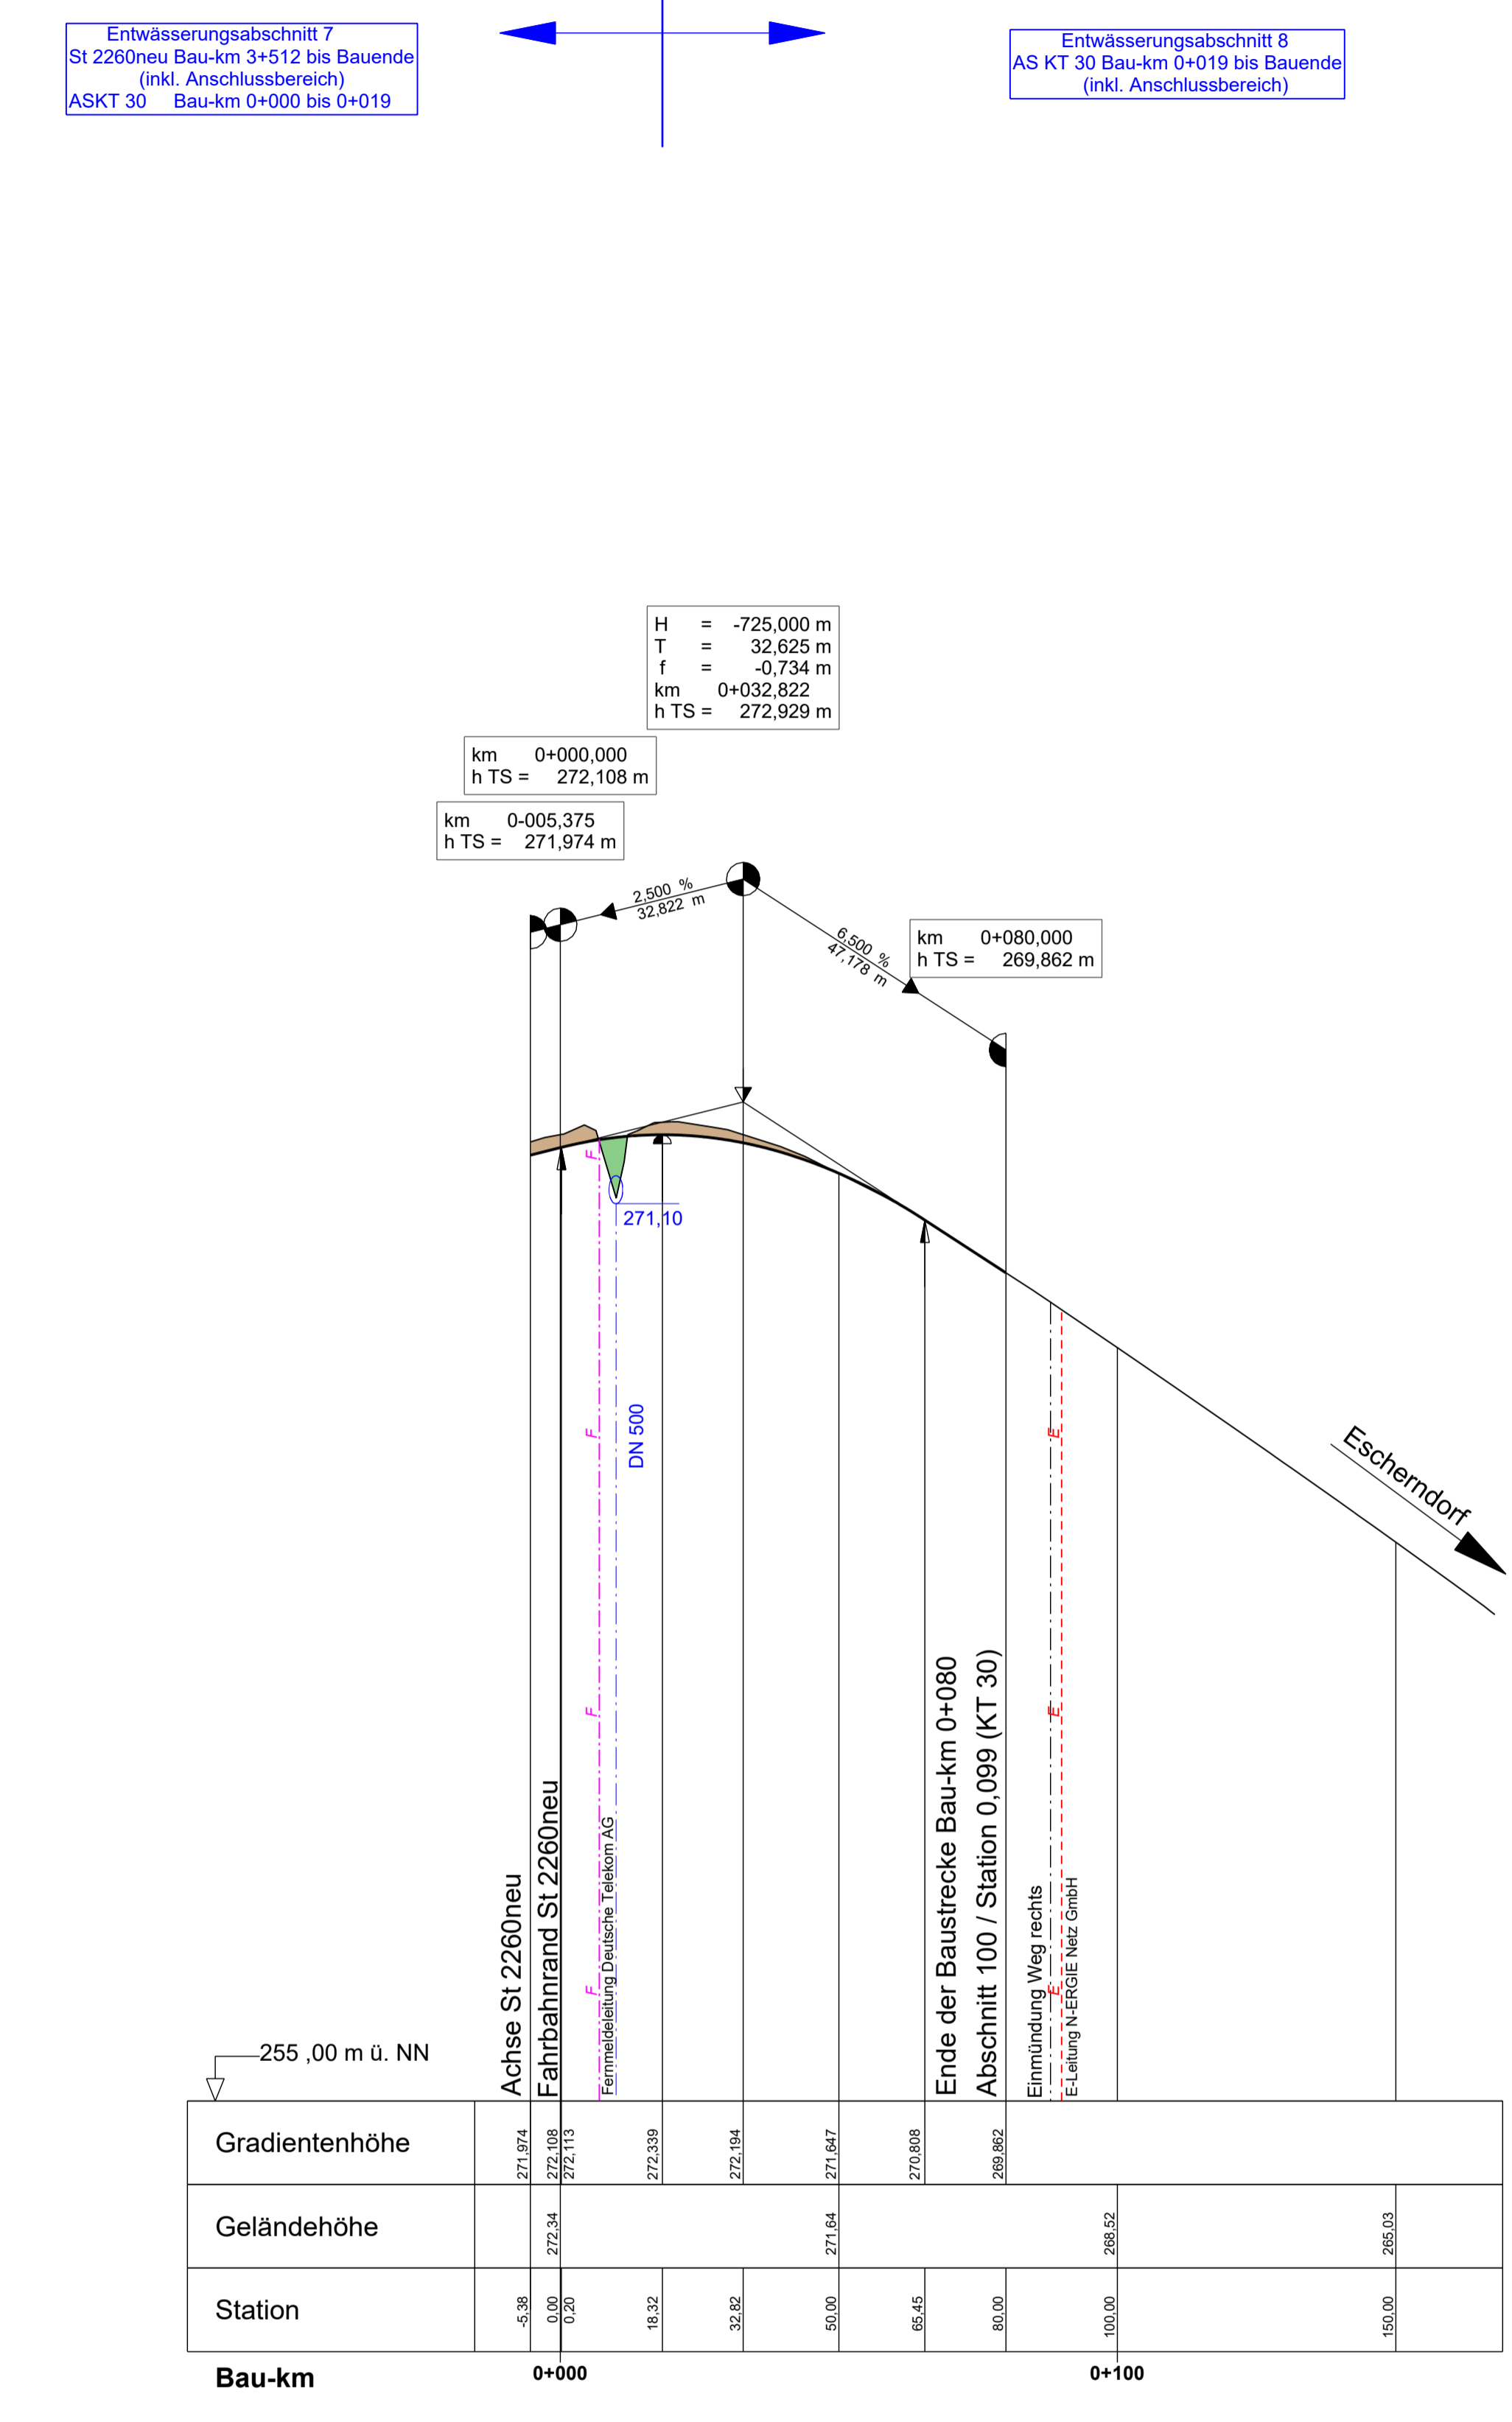 Entwässerungsabschnitt 7
St 2260neu Bau-km 3+512 bis Bauende
(inkl. Anschlussbereich)
ASKT 30 Bau-km 0+000 bis 0+019
Entwässerungsabschnitt 8
AS KT 30 Bau-km 0+019 bis Bauende
(inkl. Anschlussbereich)
H = -725,000 m
T = 32,625 m
f = -0,734 m
km 0+032,822
h TS = 272,929 m
km 0+000,000
h TS = 272,108 m
km 0-005,375
h TS = 271,974 m
2,500 %
32,822 m
6,500 %
47,178 m
km 0+080,000
h TS = 269,862 m
F
271,10
DN 500
F
E
Escherndorf
F
E
F
E
Achse St 2260neu
Fahrbahnrand St 2260neu
Fernmeldeleitung Deutsche Telekom AG
Ende der Baustrecke Bau-km 0+080
Abschnitt 100 / Station 0,099 (KT 30)
Einmündung Weg rechts
E-Leitung N-ERGIE Netz GmbH
255 ,00 m ü. NN
Gradientenhöhe 271,974 272,108 272,113 272,339 272,194 271,647 270,808 269,862
Geländehöhe 272,34 271,64 268,52 265,03
Station -5,38 0,00 0,20 18,32 32,82 50,00 65,45 80,00 100,00 150,00
Bau-km 0+000 0+100